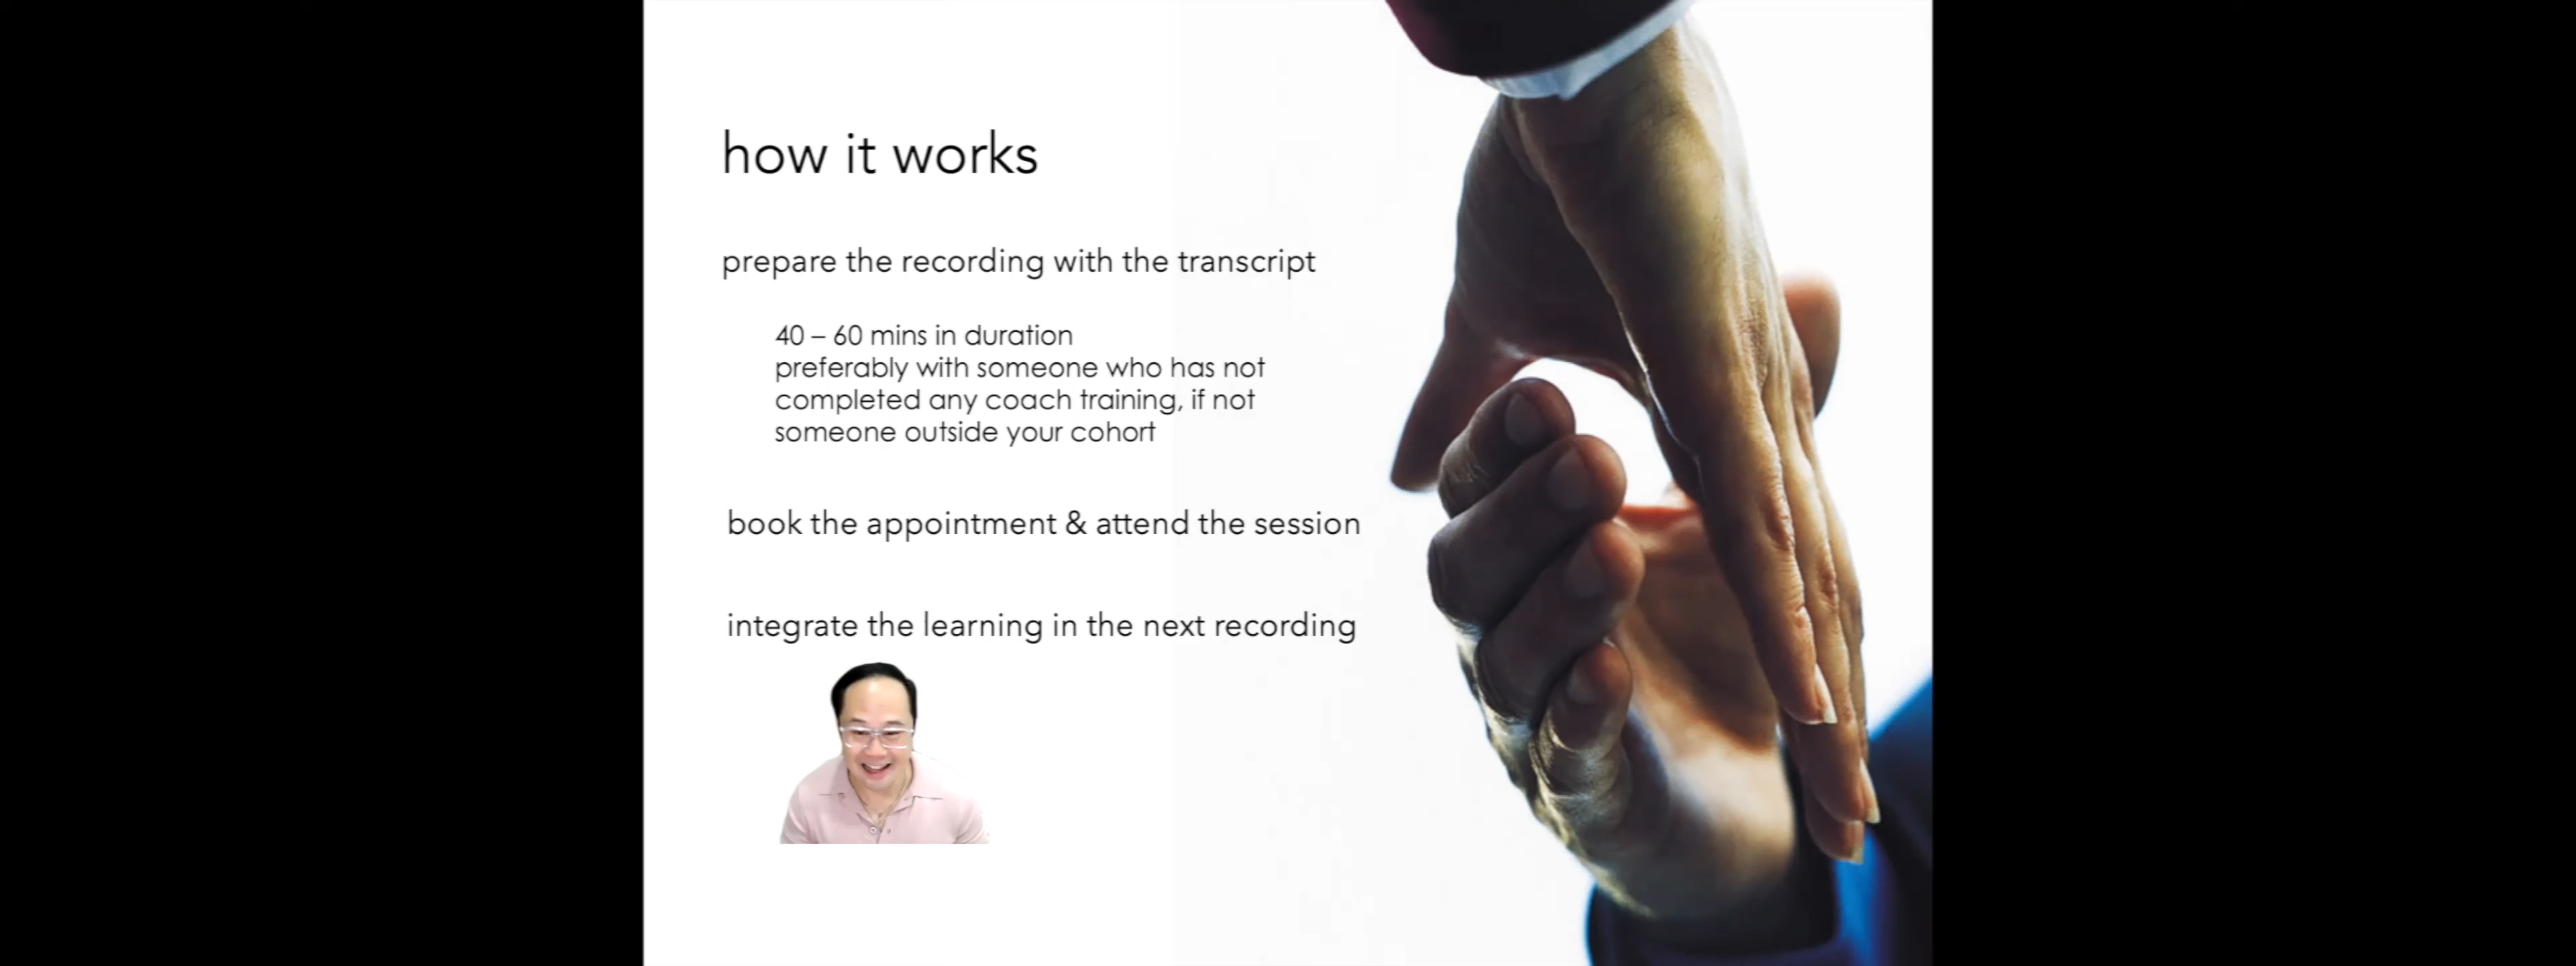 how it works
prepare the recording with the transcript
40 – 60 mins in duration
preferably with someone who has not
completed any coach training, if not
someone outside your cohort
book the appointment & attend the session
integrate the learning in the next recording